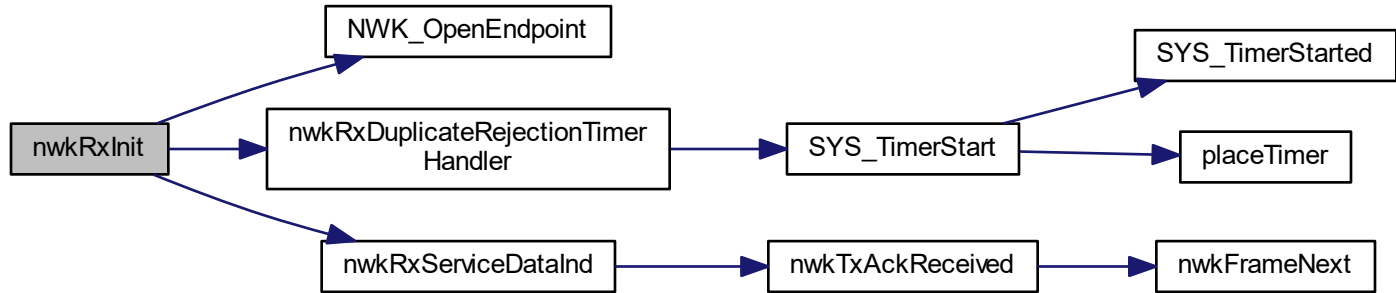 nwkRxInit
NWK_OpenEndpoint
nwkRxDuplicateRejectionTimer
Handler
SYS_TimerStart
SYS_TimerStarted
placeTimer
nwkRxServiceDataInd
nwkTxAckReceived
nwkFrameNext